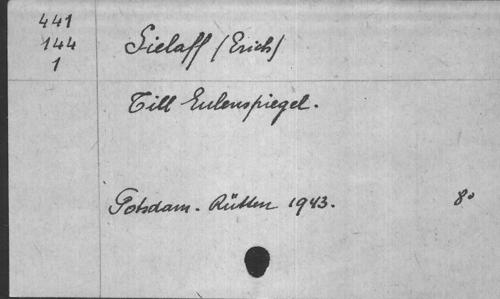 441
144
1
Sielaff (Erich)
Till Eulenspiegel.
Potsdam. Rütten 1943. 8°